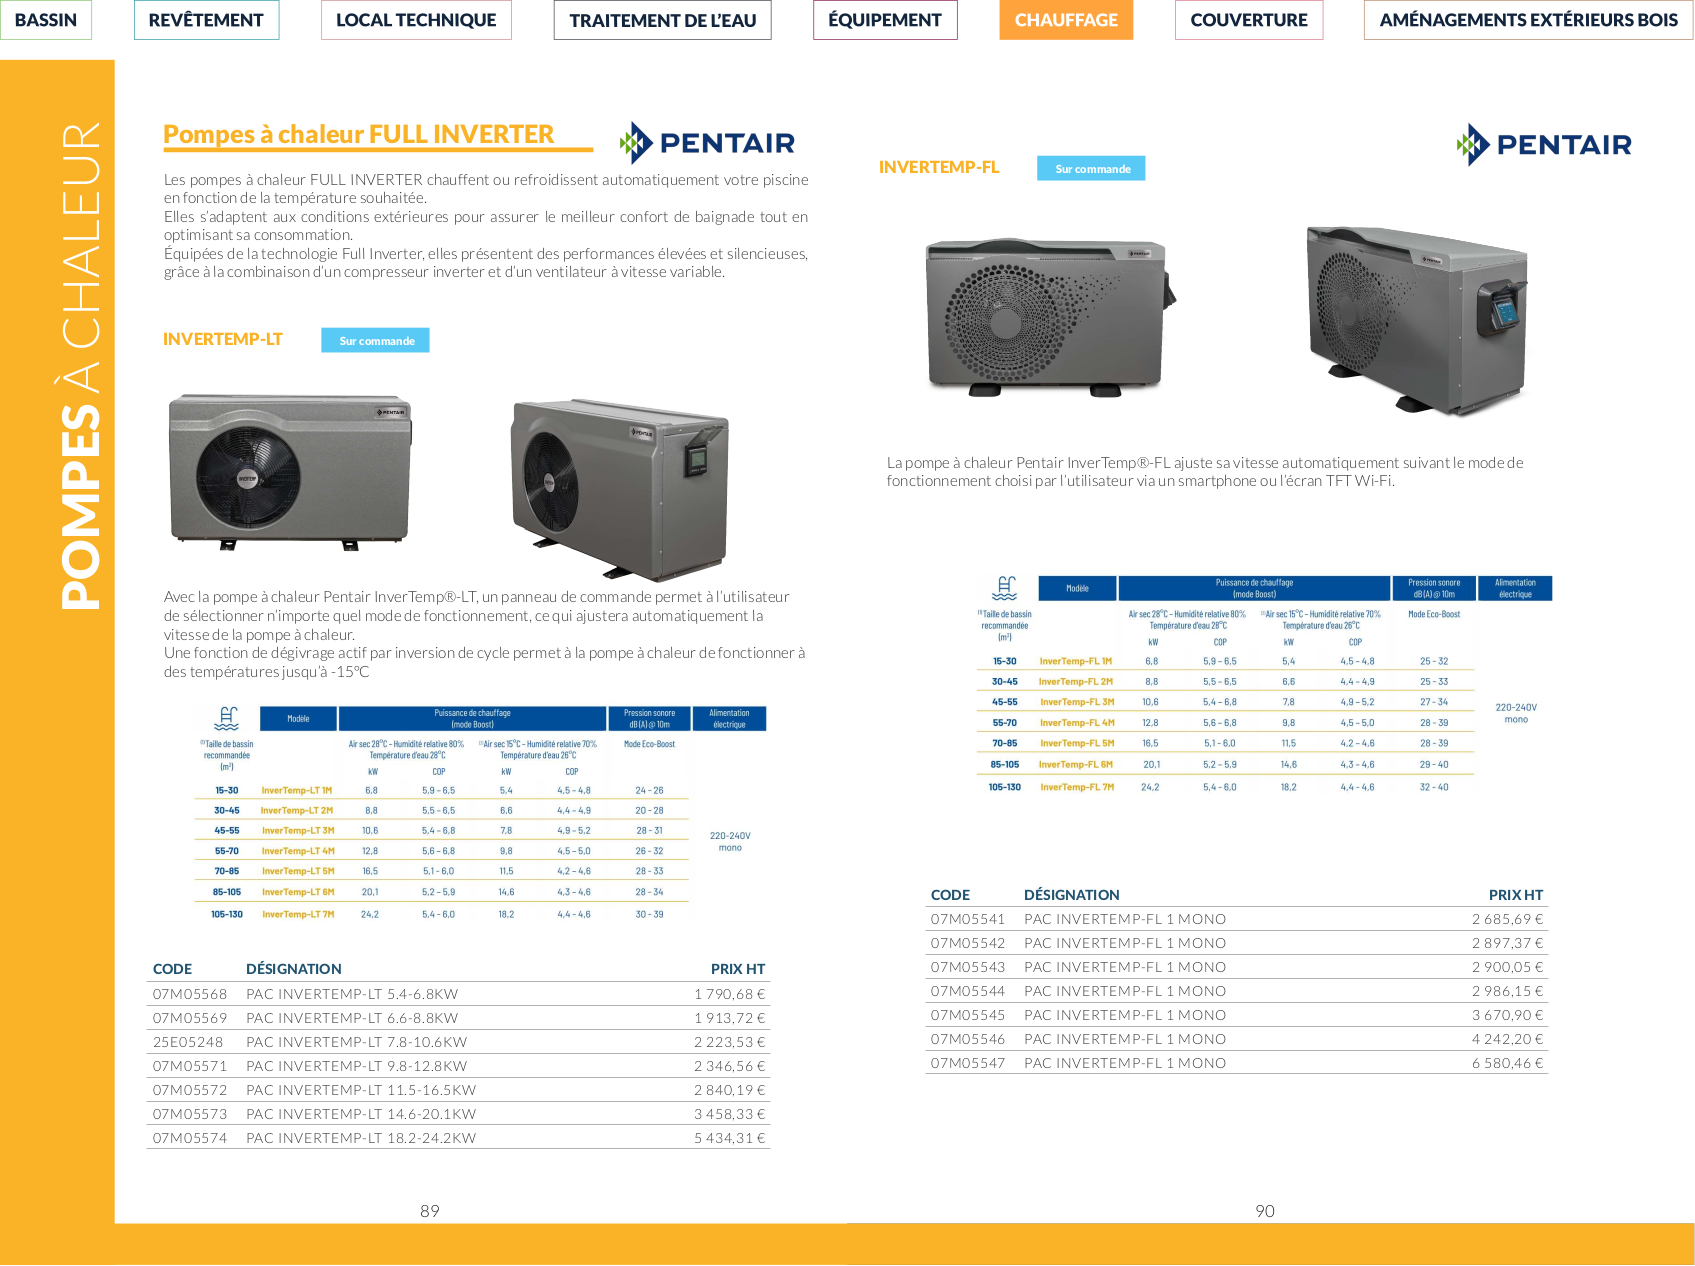 BASSIN
REVÊTEMENT
LOCAL TECHNIQUE
TRAITEMENT DE L'EAU
ÉQUIPEMENT
CHAUFFAGE
COUVERTURE
AMÉNAGEMENTS EXTÉRIEURS BOIS
POMPES À CHALEUR
Pompes à chaleur FULL INVERTER
PENTAIR
Les pompes à chaleur FULL INVERTER chauffent ou refroidissent automatiquement votre piscine
en fonction de la température souhaitée.
Elles s'adaptent aux conditions extérieures pour assurer le meilleur confort de baignade tout en
optimisant sa consommation.
Équipées de la technologie Full Inverter, elles présentent des performances élevées et silencieuses,
grâce à la combinaison d'un compresseur inverter et d'un ventilateur à vitesse variable.
INVERTEMP-LT
Sur commande
PENTAIR
PENTAIR
Avec la pompe à chaleur Pentair InverTemp®-LT, un panneau de commande permet à l'utilisateur
de sélectionner n'importe quel mode de fonctionnement, ce qui ajustera automatiquement la
vitesse de la pompe à chaleur.
Une fonction de dégivrage actif par inversion de cycle permet à la pompe à chaleur de fonctionner à
des températures jusqu'à -15°C
Modèle
Puissance de chauffage
(mode Boost)
Pression sonore
dB(A) @ 10m
Alimentation
électrique
(1)Taille de bassin
recommandée
(m³)
Air sec 28°C – Humidité relative 80%
Température d'eau 28°C
(2)Air sec 15°C – Humidité relative 70%
Température d'eau 26°C
Mode Eco-Boost
kW COP kW COP
15-30 InverTemp-LT 1M 6,8 5,9 – 6,5 5,4 4,5 – 4,8 24 - 26
30-45 InverTemp-LT 2M 8,8 5,5 – 6,5 6,6 4,4 – 4,9 20 - 28
45-55 InverTemp-LT 3M 10,6 5,4 – 6,8 7,8 4,9 – 5,2 28 - 31
55-70 InverTemp-LT 4M 12,8 5,6 – 6,8 9,8 4,5 – 5,0 26 - 32
70-85 InverTemp-LT 5M 16,5 5,1 - 6,0 11,5 4,2 – 4,6 28 - 33
85-105 InverTemp-LT 6M 20,1 5,2 – 5,9 14,6 4,3 – 4,6 28 - 34
105-130 InverTemp-LT 7M 24,2 5,4 - 6,0 18,2 4,4 – 4,6 30 - 39
220-240V
mono
CODE DÉSIGNATION PRIX HT
07M05568 PAC INVERTEMP-LT 5.4-6.8KW 1 790,68 €
07M05569 PAC INVERTEMP-LT 6.6-8.8KW 1 913,72 €
25E05248 PAC INVERTEMP-LT 7.8-10.6KW 2 223,53 €
07M05571 PAC INVERTEMP-LT 9.8-12.8KW 2 346,56 €
07M05572 PAC INVERTEMP-LT 11.5-16.5KW 2 840,19 €
07M05573 PAC INVERTEMP-LT 14.6-20.1KW 3 458,33 €
07M05574 PAC INVERTEMP-LT 18.2-24.2KW 5 434,31 €
89
INVERTEMP-FL
Sur commande
PENTAIR
PENTAIR
PENTAIR
La pompe à chaleur Pentair InverTemp®-FL ajuste sa vitesse automatiquement suivant le mode de
fonctionnement choisi par l'utilisateur via un smartphone ou l'écran TFT Wi-Fi.
Modèle
Puissance de chauffage
(mode Boost)
Pression sonore
dB(A) @ 10m
Alimentation
électrique
(1)Taille de bassin
recommandée
(m³)
Air sec 28°C – Humidité relative 80%
Température d'eau 28°C
(2)Air sec 15°C – Humidité relative 70%
Température d'eau 26°C
Mode Eco-Boost
kW COP kW COP
15-30 InverTemp-FL 1M 6,8 5,9 – 6,5 5,4 4,5 – 4,8 25 - 32
30-45 InverTemp-FL 2M 8,8 5,5 – 6,5 6,6 4,4 – 4,9 25 - 33
45-55 InverTemp-FL 3M 10,6 5,4 – 6,8 7,8 4,9 – 5,2 27 - 34
55-70 InverTemp-FL 4M 12,8 5,6 – 6,8 9,8 4,5 – 5,0 28 - 39
70-85 InverTemp-FL 5M 16,5 5,1 - 6,0 11,5 4,2 – 4,6 28 - 39
85-105 InverTemp-FL 6M 20,1 5,2 – 5,9 14,6 4,3 – 4,6 29 - 40
105-130 InverTemp-FL 7M 24,2 5,4 - 6,0 18,2 4,4 – 4,6 32 - 40
220-240V
mono
CODE DÉSIGNATION PRIX HT
07M05541 PAC INVERTEMP-FL 1 MONO 2 685,69 €
07M05542 PAC INVERTEMP-FL 1 MONO 2 897,37 €
07M05543 PAC INVERTEMP-FL 1 MONO 2 900,05 €
07M05544 PAC INVERTEMP-FL 1 MONO 2 986,15 €
07M05545 PAC INVERTEMP-FL 1 MONO 3 670,90 €
07M05546 PAC INVERTEMP-FL 1 MONO 4 242,20 €
07M05547 PAC INVERTEMP-FL 1 MONO 6 580,46 €
90